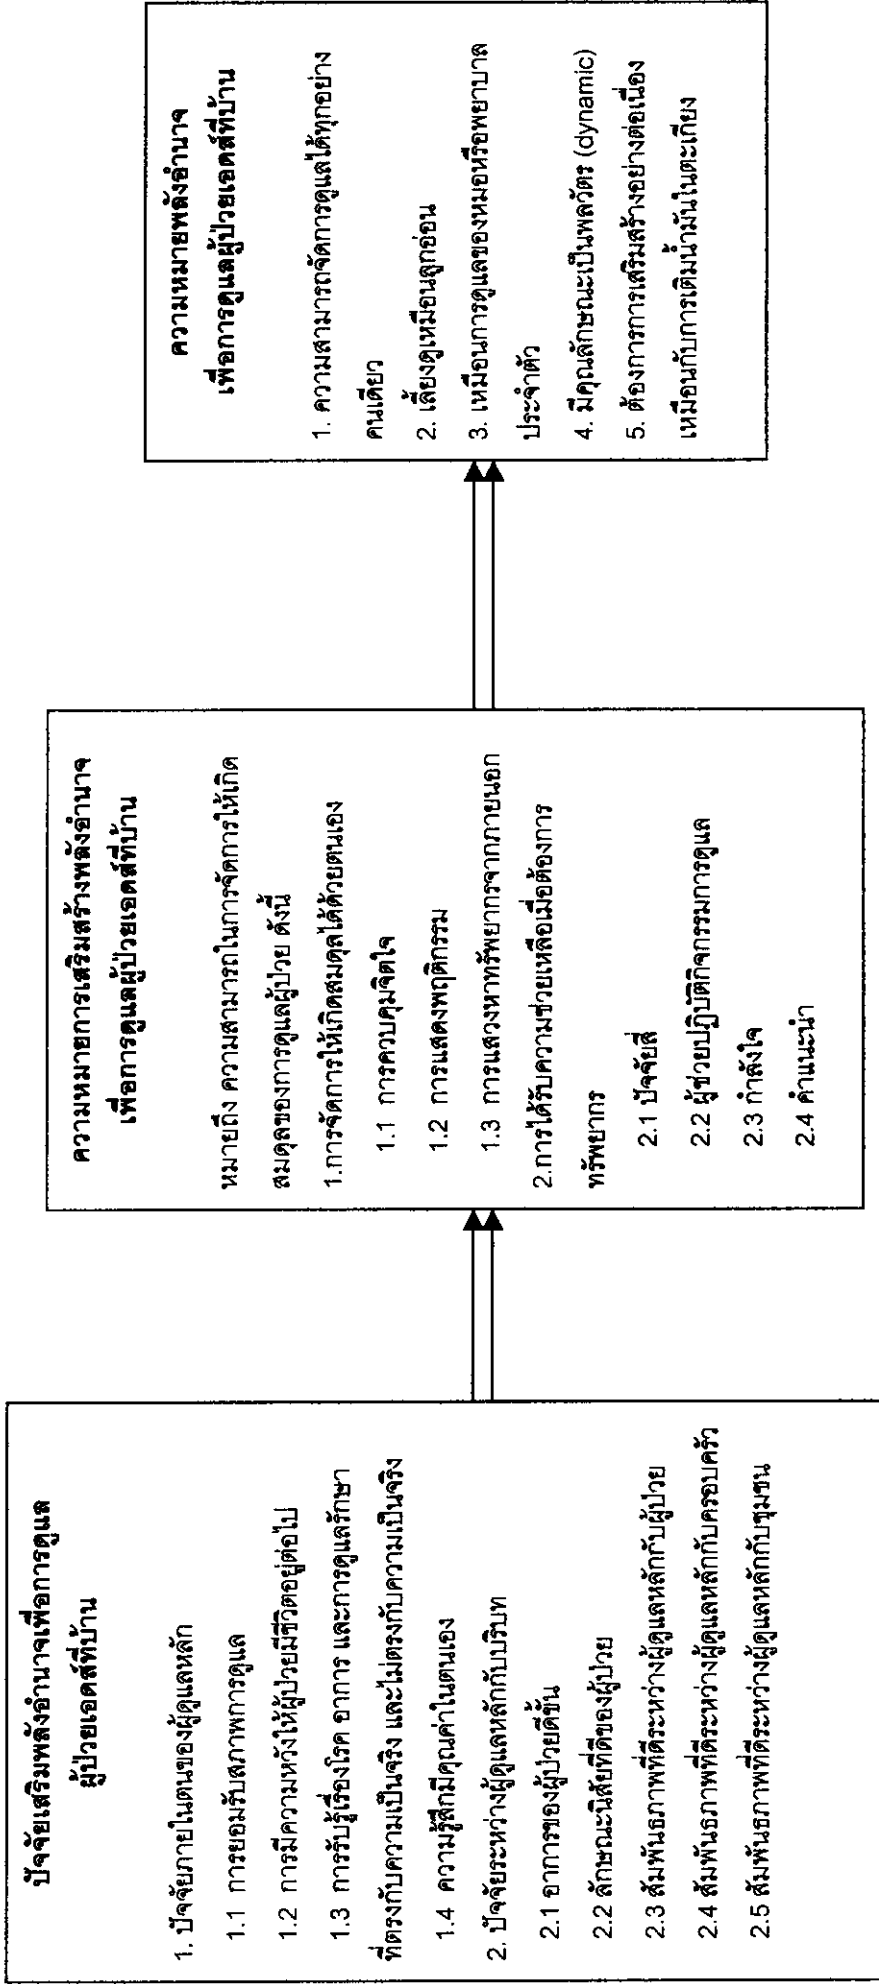 ปัจจัยเสริมพลังอำนาจเพื่อการดูแล
ผู้ป่วยเอดส์ที่บ้าน
1. ปัจจัยภายในตนของผู้ดูแลหลัก
1.1 การยอมรับสภาพการดูแล
1.2 การมีความหวังให้ผู้ป่วยมีชีวิตอยู่ต่อไป
1.3 การรับรู้เรื่องโรค อาการ และการดูแลรักษา
ที่ตรงกับความเป็นจริง และไม่ตรงกับความเป็นจริง
1.4 ความรู้สึกมีคุณค่าในตนเอง
2. ปัจจัยระหว่างผู้ดูแลหลักกับบริบท
2.1 อาการของผู้ป่วยดีขึ้น
2.2 ลักษณะนิสัยที่ดีของผู้ป่วย
2.3 สัมพันธภาพที่ดีระหว่างผู้ดูแลหลักกับผู้ป่วย
2.4 สัมพันธภาพที่ดีระหว่างผู้ดูแลหลักกับครอบครัว
2.5 สัมพันธภาพที่ดีระหว่างผู้ดูแลหลักกับชุมชน
ความหมายการเสริมสร้างพลังอำนาจ
เพื่อการดูแลผู้ป่วยเอดส์ที่บ้าน
หมายถึง ความสามารถในการจัดการให้เกิด
สมดุลของการดูแลผู้ป่วย ดังนี้
1.การจัดการให้เกิดสมดุลได้ด้วยตนเอง
1.1 การควบคุมจิตใจ
1.2 การแสดงพฤติกรรม
1.3 การแสวงหาทรัพยากรจากภายนอก
2.การได้รับความช่วยเหลือเมื่อต้องการ
ทรัพยากร
2.1 ปัจจัยสี่
2.2 ผู้ช่วยปฏิบัติกิจกรรมการดูแล
2.3 กำลังใจ
2.4 คำแนะนำ
ความหมายพลังอำนาจ
เพื่อการดูแลผู้ป่วยเอดส์ที่บ้าน
1. ความสามารถจัดการดูแลได้ทุกอย่าง
คนเดียว
2. เลี้ยงดูเหมือนลูกอ่อน
3. เหมือนการดูแลของหมอหรือพยาบาล
ประจำตัว
4. มีคุณลักษณะเป็นพลวัตร (dynamic)
5. ต้องการการเสริมสร้างอย่างต่อเนื่อง
เหมือนกับการเติมน้ำมันในตะเกียง